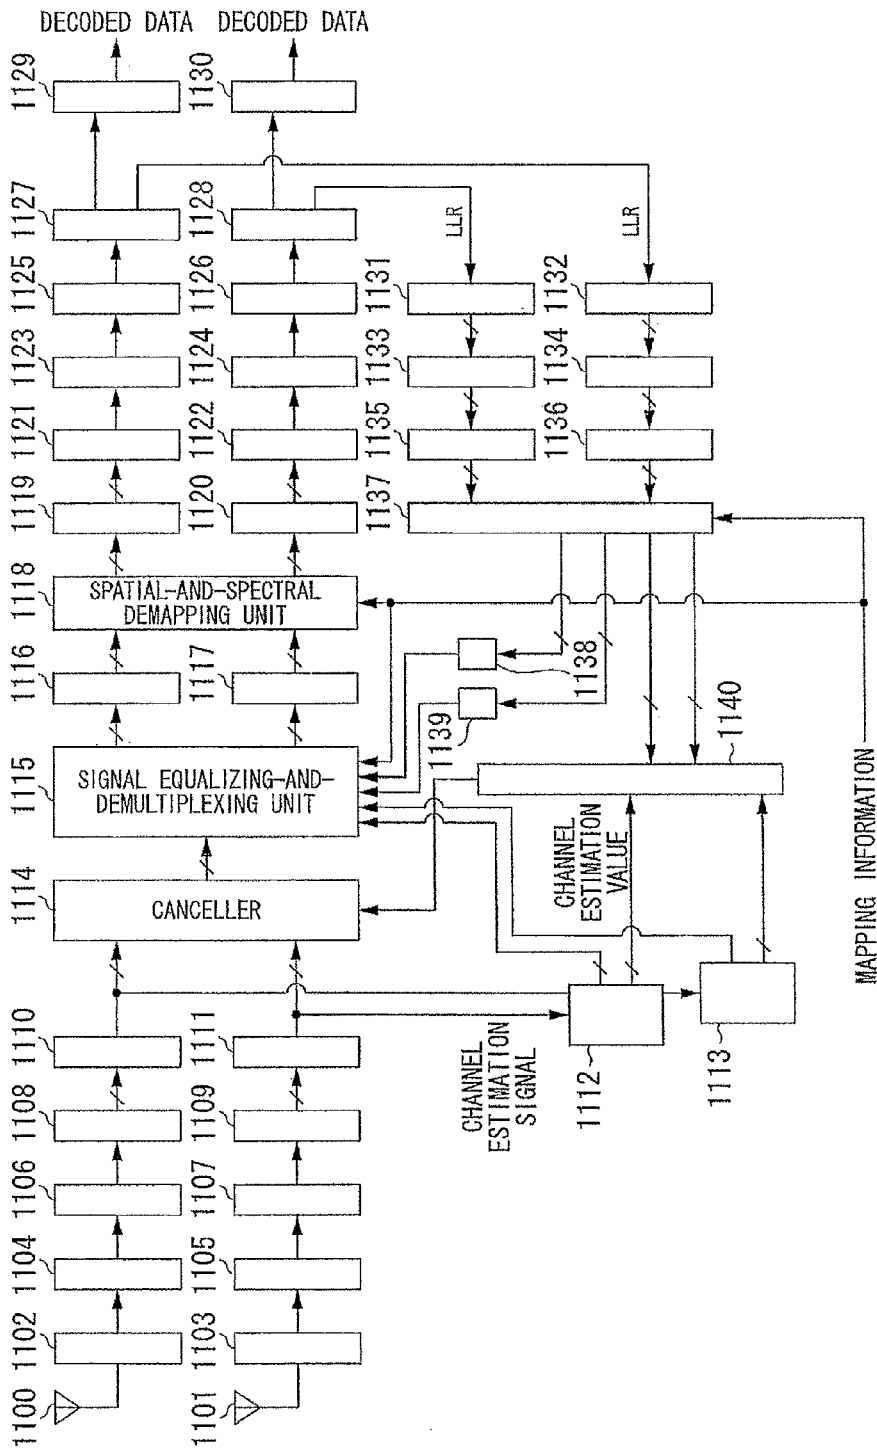 DECODED DATA
DECODED DATA
1129
1130
1127
1128
LLR
LLR
1125
1126
1131
1132
1123
1124
1133
1134
1121
1122
1135
1136
1119
1120
1137
1118
SPATIAL-AND-SPECTRAL
DEMAPPING UNIT
1116
1117
1138
1139
1140
1115
SIGNAL EQUALIZING-AND-
DEMULTIPLEXING UNIT
CHANNEL
ESTIMATION
VALUE
MAPPING INFORMATION
1114
CANCELLER
1110
1111
CHANNEL
ESTIMATION
SIGNAL
1112
1113
1108
1109
1106
1107
1104
1105
1102
1103
1100
1101